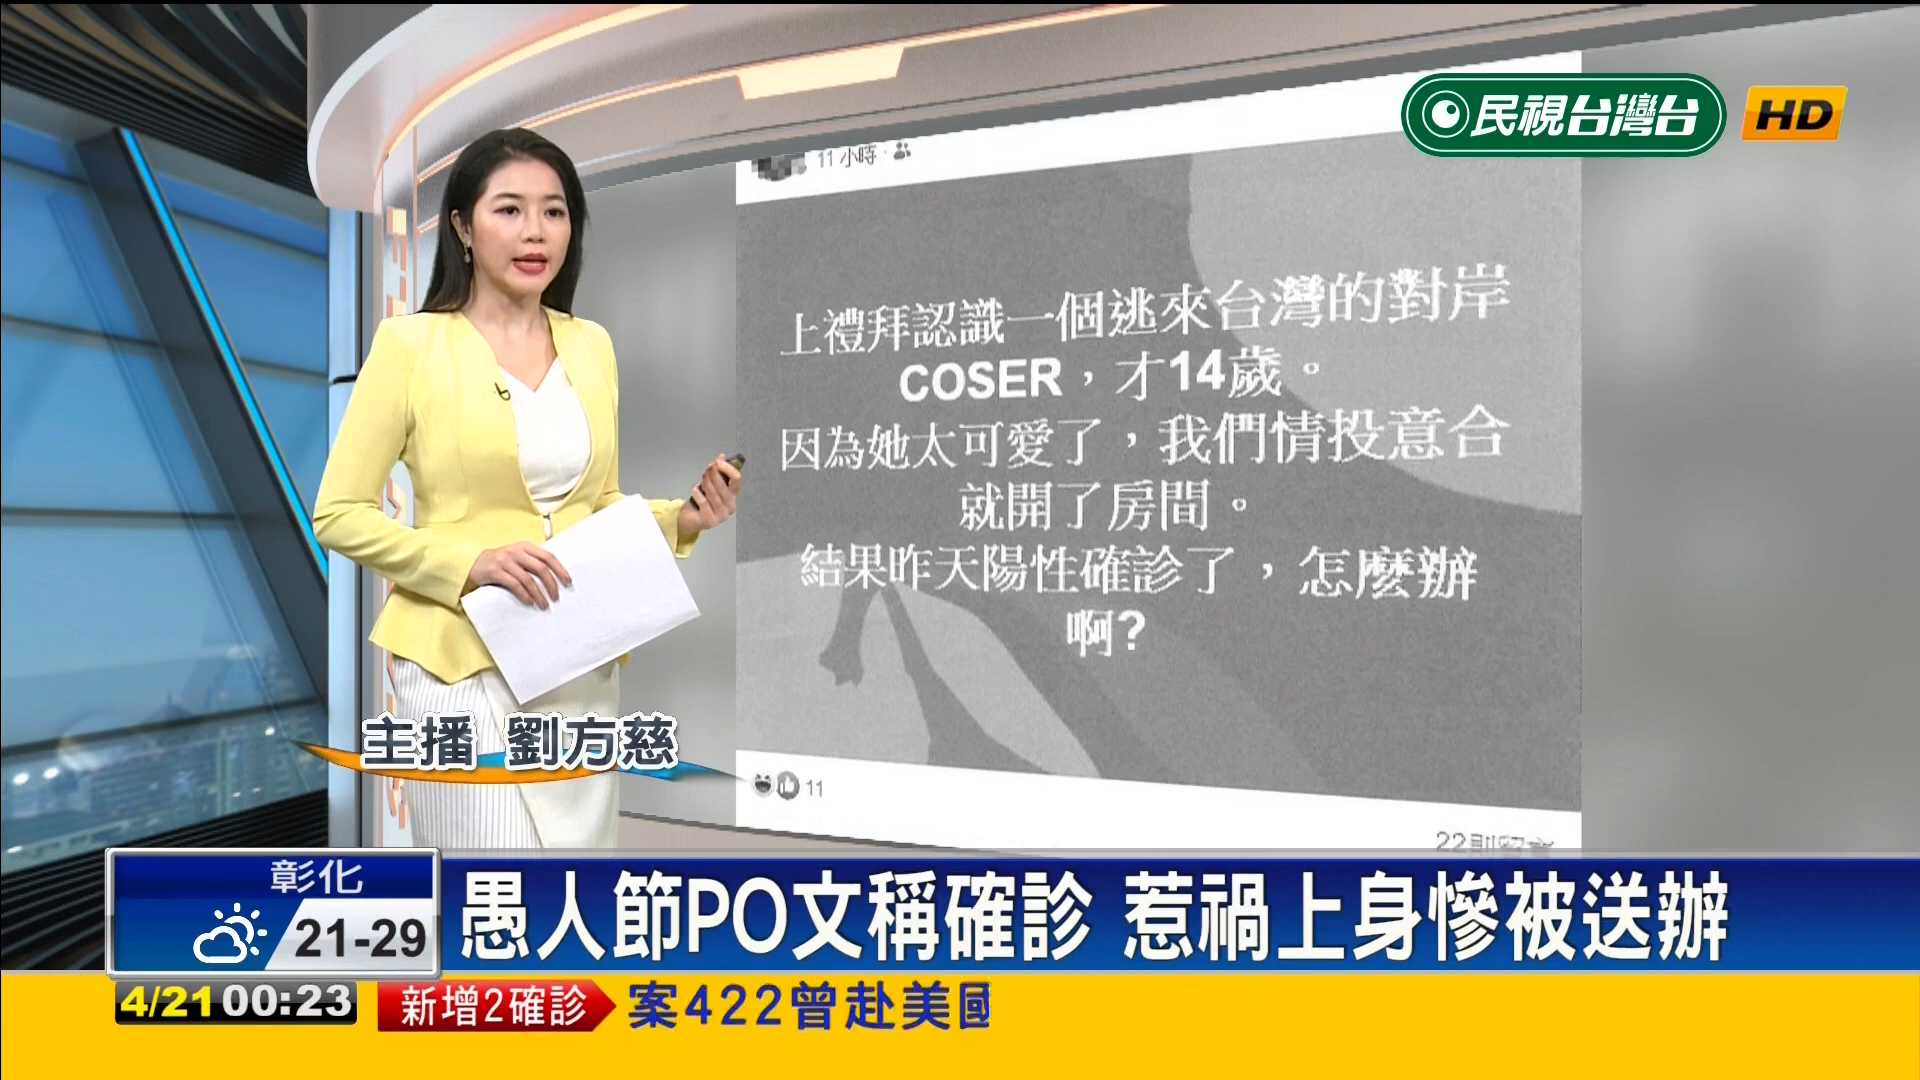 民視台灣台
HD
11 小時
上禮拜認識一個逃來台灣的對岸
COSER，才14歲。
因為她太可愛了，我們情投意合
就開了房間。
結果昨天陽性確診了，怎麼辦
啊?
11
主播 劉方慈
彰化
21-29
愚人節PO文稱確診 惹禍上身慘被送辦
4/21 00:23
新增2確診
案422曾赴美